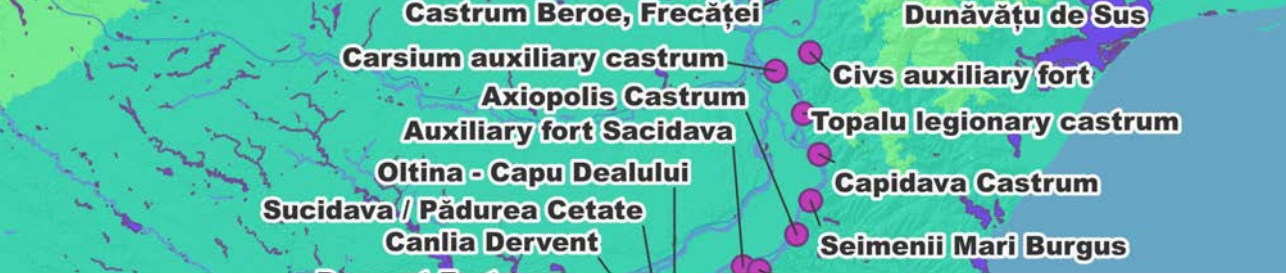 Castrum Beroe, Frecăței
Dunăvățu de Sus
Carsium auxiliary castrum
Civs auxiliary fort
Axiopolis Castrum
Topalu legionary castrum
Auxiliary fort Sacidava
Oltina - Capu Dealului
Capidava Castrum
Sucidava / Pădurea Cetate
Canlia Dervent
Seimenii Mari Burgus